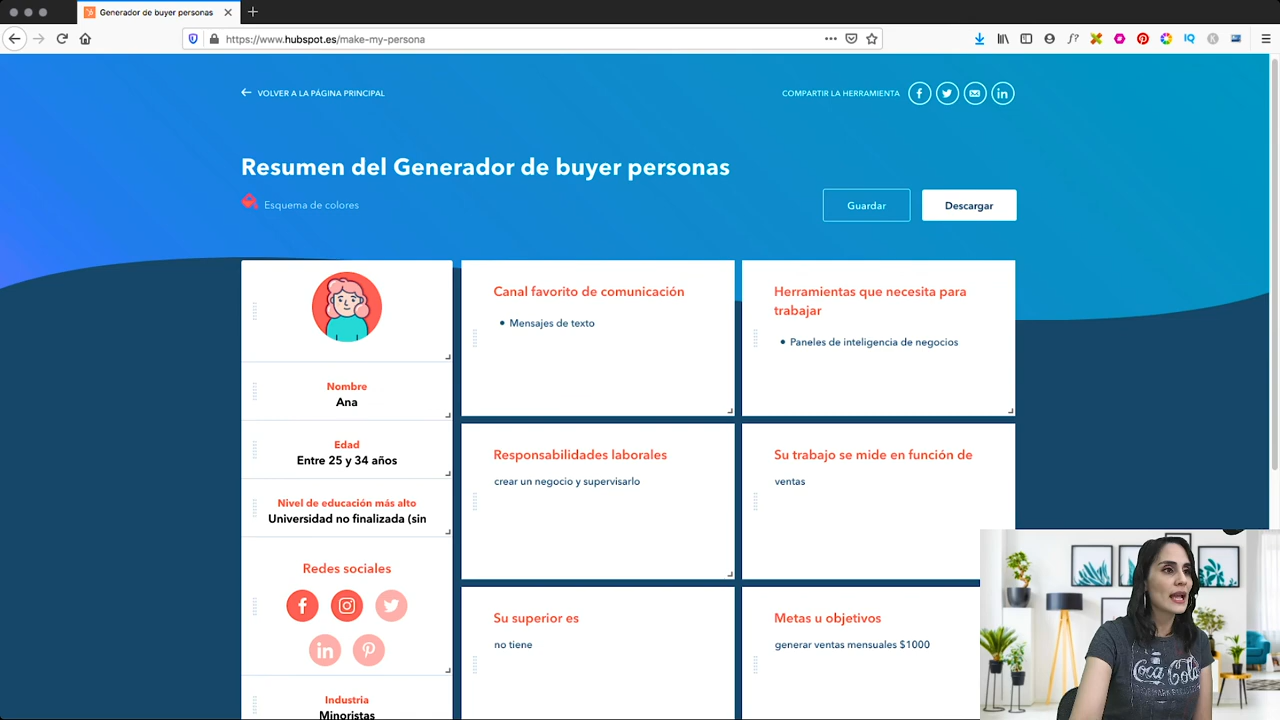 Generador de buyer personas
https://www.hubspot.es/make-my-persona
VOLVER A LA PÁGINA PRINCIPAL
COMPARTIR LA HERRAMIENTA
Resumen del Generador de buyer personas
Esquema de colores
Guardar
Descargar
Nombre
Ana
Edad
Entre 25 y 34 años
Nivel de educación más alto
Universidad no finalizada (sin
Redes sociales
Industria
Minoristas
Canal favorito de comunicación
• Mensajes de texto
Herramientas que necesita para
trabajar
• Paneles de inteligencia de negocios
Responsabilidades laborales
crear un negocio y supervisarlo
Su trabajo se mide en función de
ventas
Su superior es
no tiene
Metas u objetivos
generar ventas mensuales $1000
Coca Cola